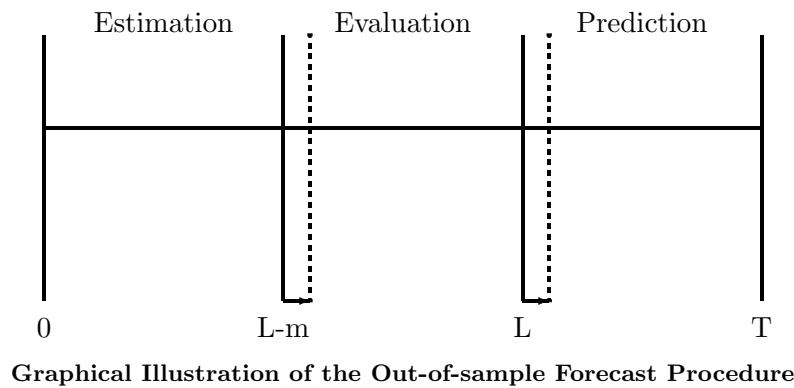 Estimation Evaluation Prediction
0 L-m L T
Graphical Illustration of the Out-of-sample Forecast Procedure